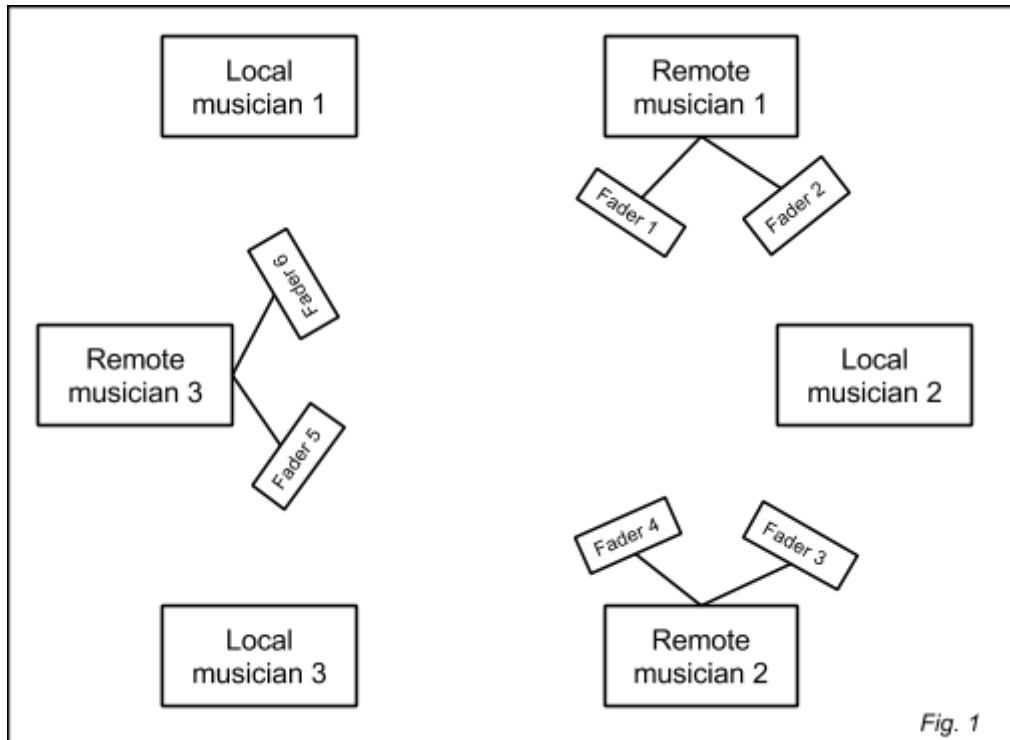 Local
musician 1
Remote
musician 1
Fader 1
Fader 2
Fader 6
Remote
musician 3
Local
musician 2
Fader 5
Fader 4
Fader 3
Local
musician 3
Remote
musician 2
Fig. 1